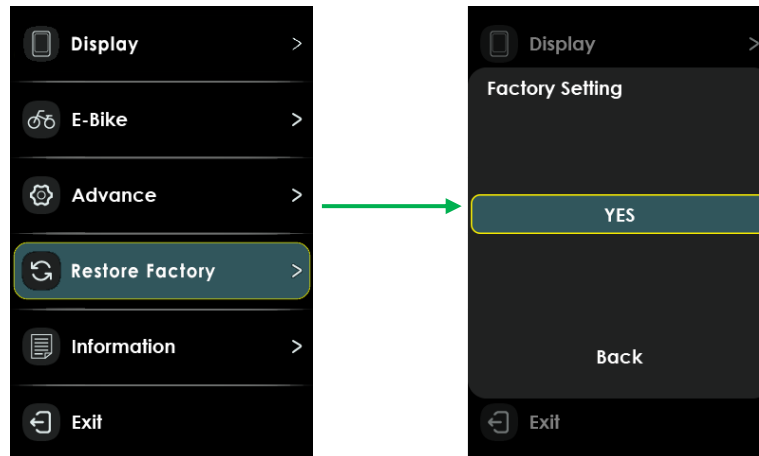 Display >
E-Bike >
Advance >
Restore Factory >
Information >
Exit
Display >
Factory Setting
YES
Back
Exit